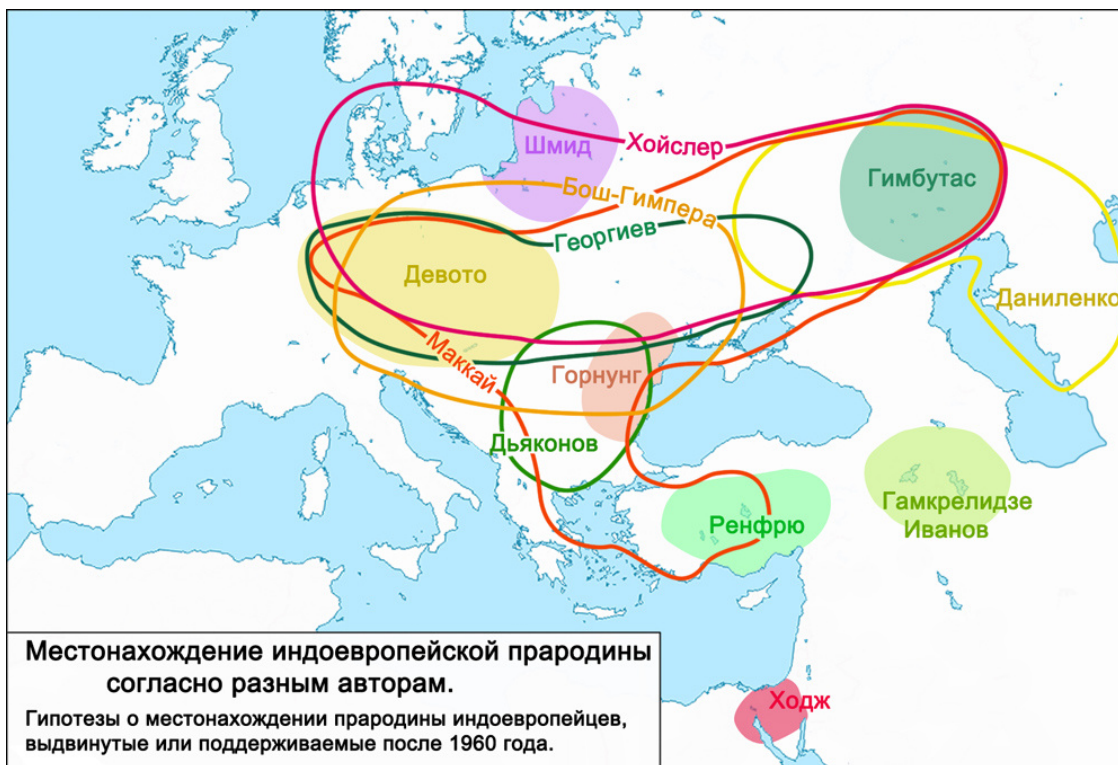 Шмид
Хойслер
Гимбутас
Бош-Гимпера
Георгиев
Девото
Даниленко
Маккай
Горнунг
Дьяконов
Гамкрелидзе
Иванов
Ренфрю
Местонахождение индоевропейской прародины
согласно разным авторам.
Ходж
Гипотезы о местонахождении прародины индоевропейцев,
выдвинутые или поддерживаемые после 1960 года.